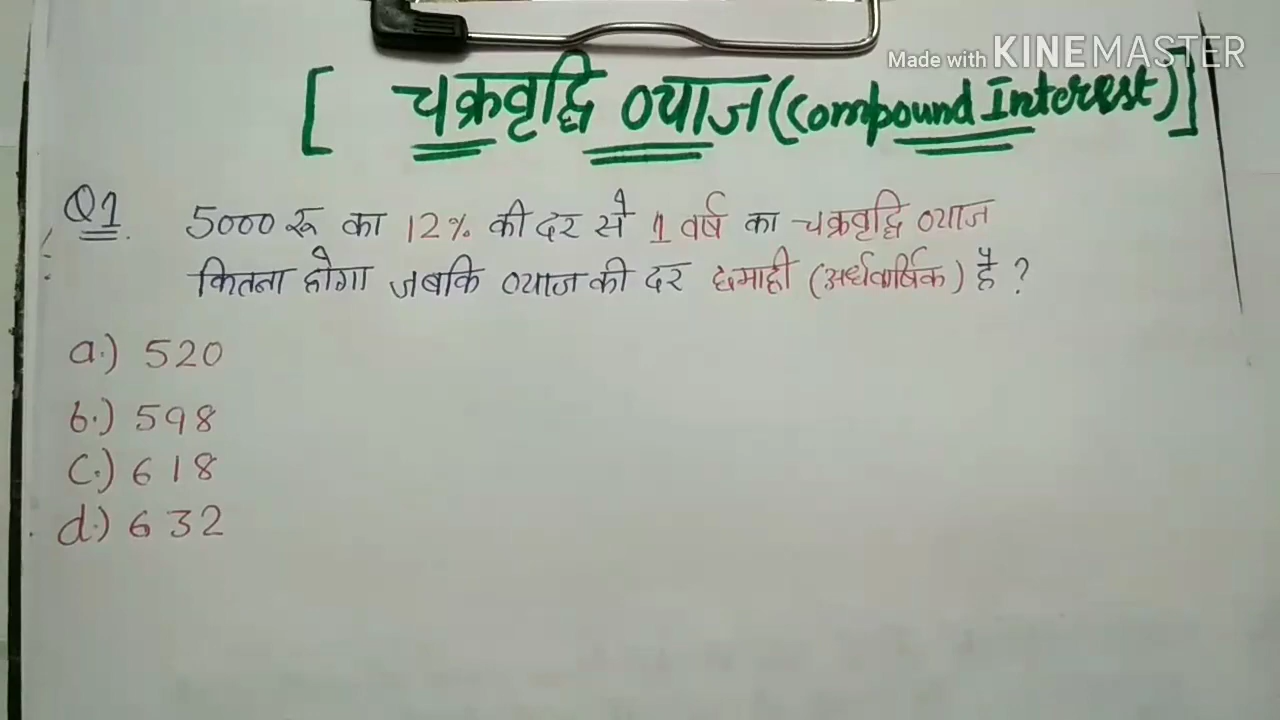 Made with KINEMASTER
[ चक्रवृद्धि ब्याज (Compound Interest) ]
Q1. 5000 रू का 12% की दर से 1 वर्ष का चक्रवृद्धि ब्याज
कितना होगा जबकि ब्याज की दर छमाही (अर्धवार्षिक) है ?
a.) 520
b.) 598
c.) 618
d.) 632